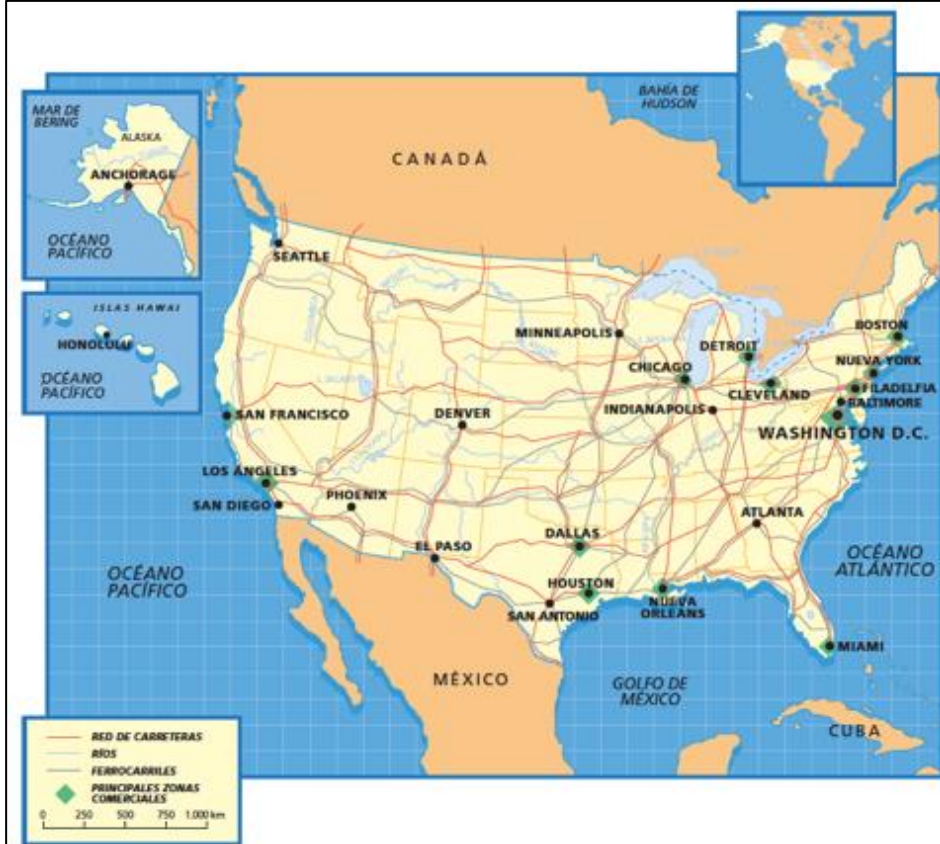 BAHÍA DE
HUDSON
MAR DE
BERING
ALASKA
ANCHORAGE
OCÉANO
PACÍFICO
CANADÁ
ISLAS HAWAI
HONOLULU
OCÉANO
PACÍFICO
SEATTLE
MINNEAPOLIS
DETROIT
BOSTON
CHICAGO
NUEVA YORK
CLEVELAND
FILADELFIA
BALTIMORE
SAN FRANCISCO
DENVER
INDIANAPOLIS
WASHINGTON D.C.
LOS ANGELES
SAN DIEGO
PHOENIX
ATLANTA
DALLAS
EL PASO
OCÉANO
ATLÁNTICO
OCÉANO
PACÍFICO
HOUSTON
SAN ANTONIO
NUEVA
ORLEANS
MIAMI
MÉXICO
GOLFO DE
MÉXICO
CUBA
RED DE CARRETERAS
RÍOS
FERROCARRILES
PRINCIPALES ZONAS
COMERCIALES
0 250 500 750 1.000 km